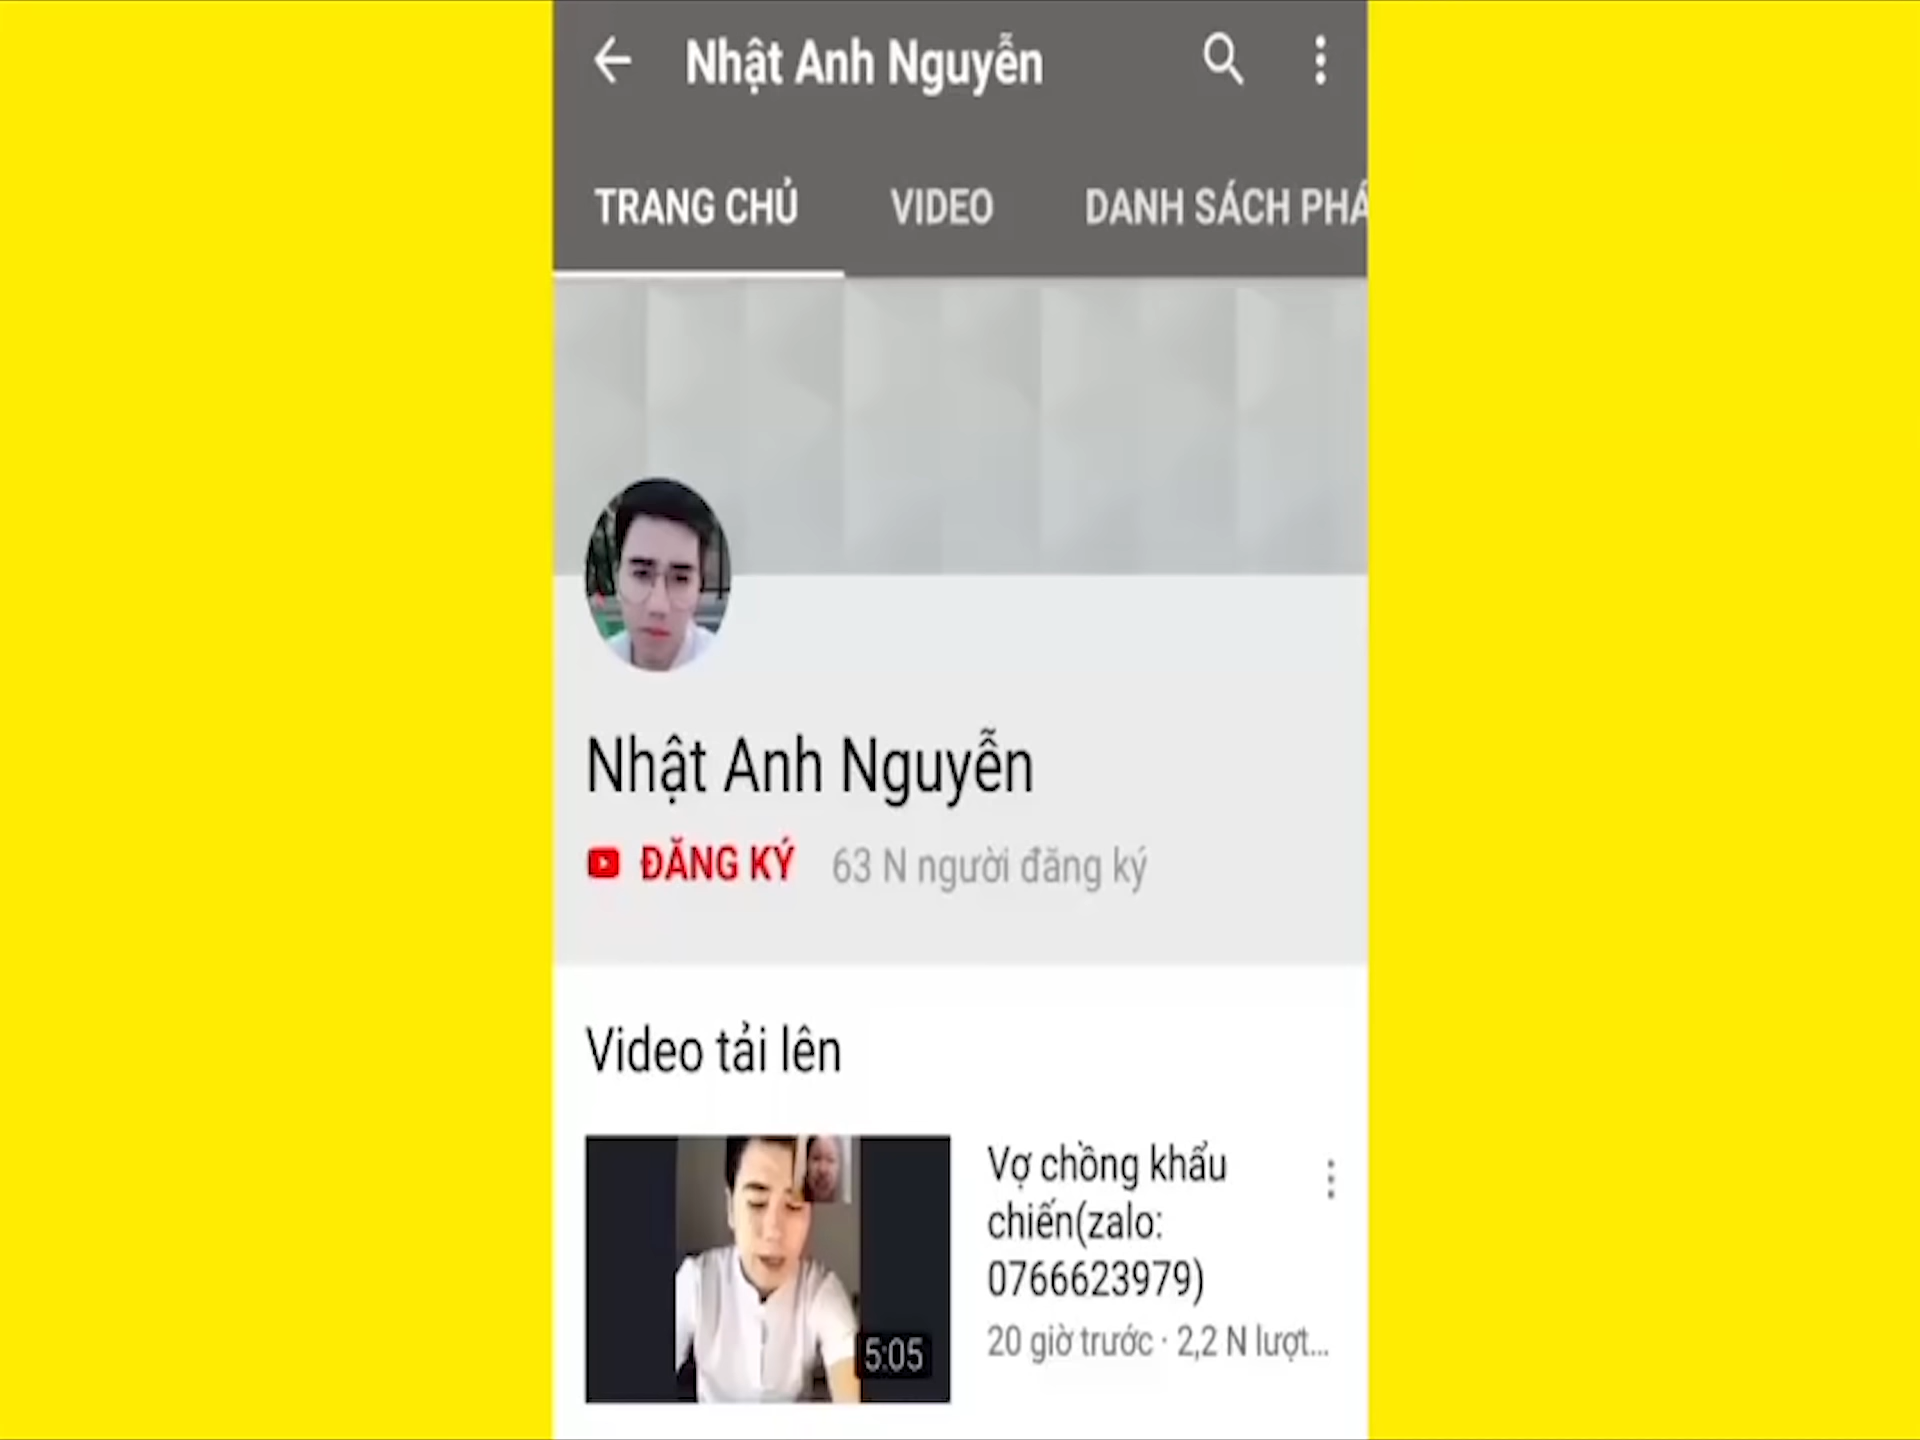 Nhật Anh Nguyễn
TRANG CHỦ VIDEO DANH SÁCH PHÁ
Nhật Anh Nguyễn
ĐĂNG KÝ 63 N người đăng ký
Video tải lên
Vợ chồng khẩu
chiến(zalo:
0766623979)
20 giờ trước · 2,2 N lượt...
5:05